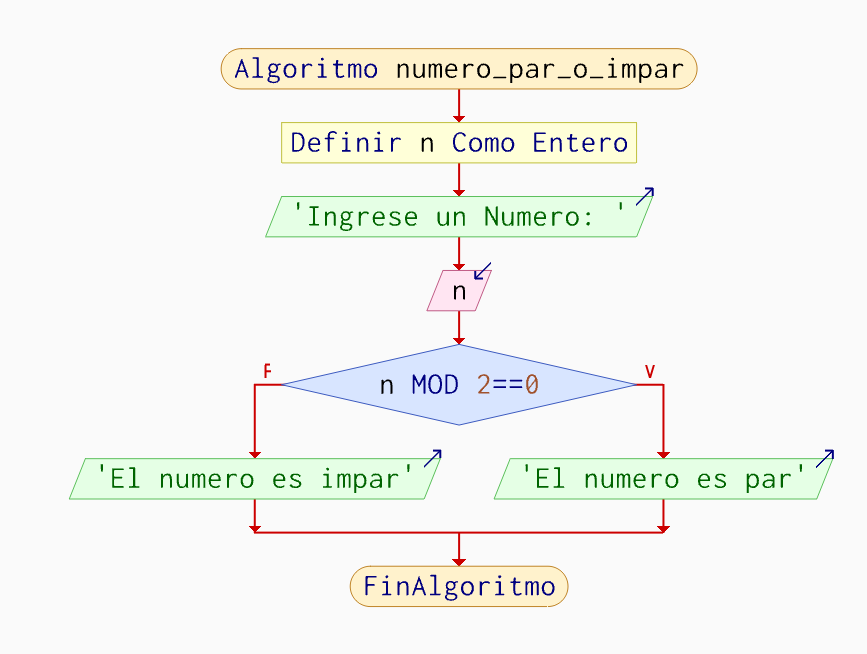 Algoritmo numero_par_o_impar
Definir n Como Entero
'Ingrese un Numero: '
n
F
V
n MOD 2==0
'El numero es impar'
'El numero es par'
FinAlgoritmo